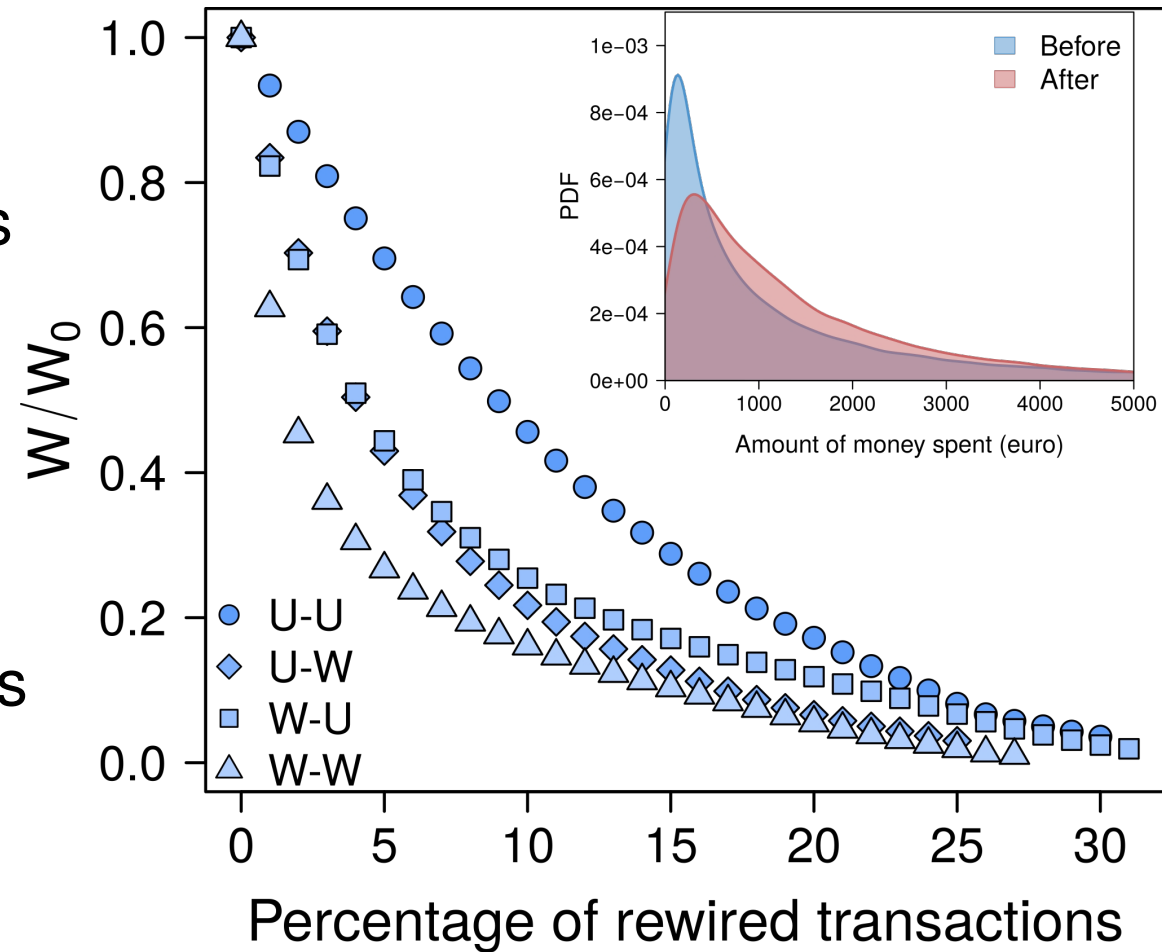 s
s
W/W0
1.0
0.8
0.6
0.4
0.2
0.0
U-U
U-W
W-U
W-W
0 5 10 15 20 25 30
Percentage of rewired transactions
PDF
1e−03
8e−04
6e−04
4e−04
2e−04
0e+00
Before
After
0 1000 2000 3000 4000 5000
Amount of money spent (euro)